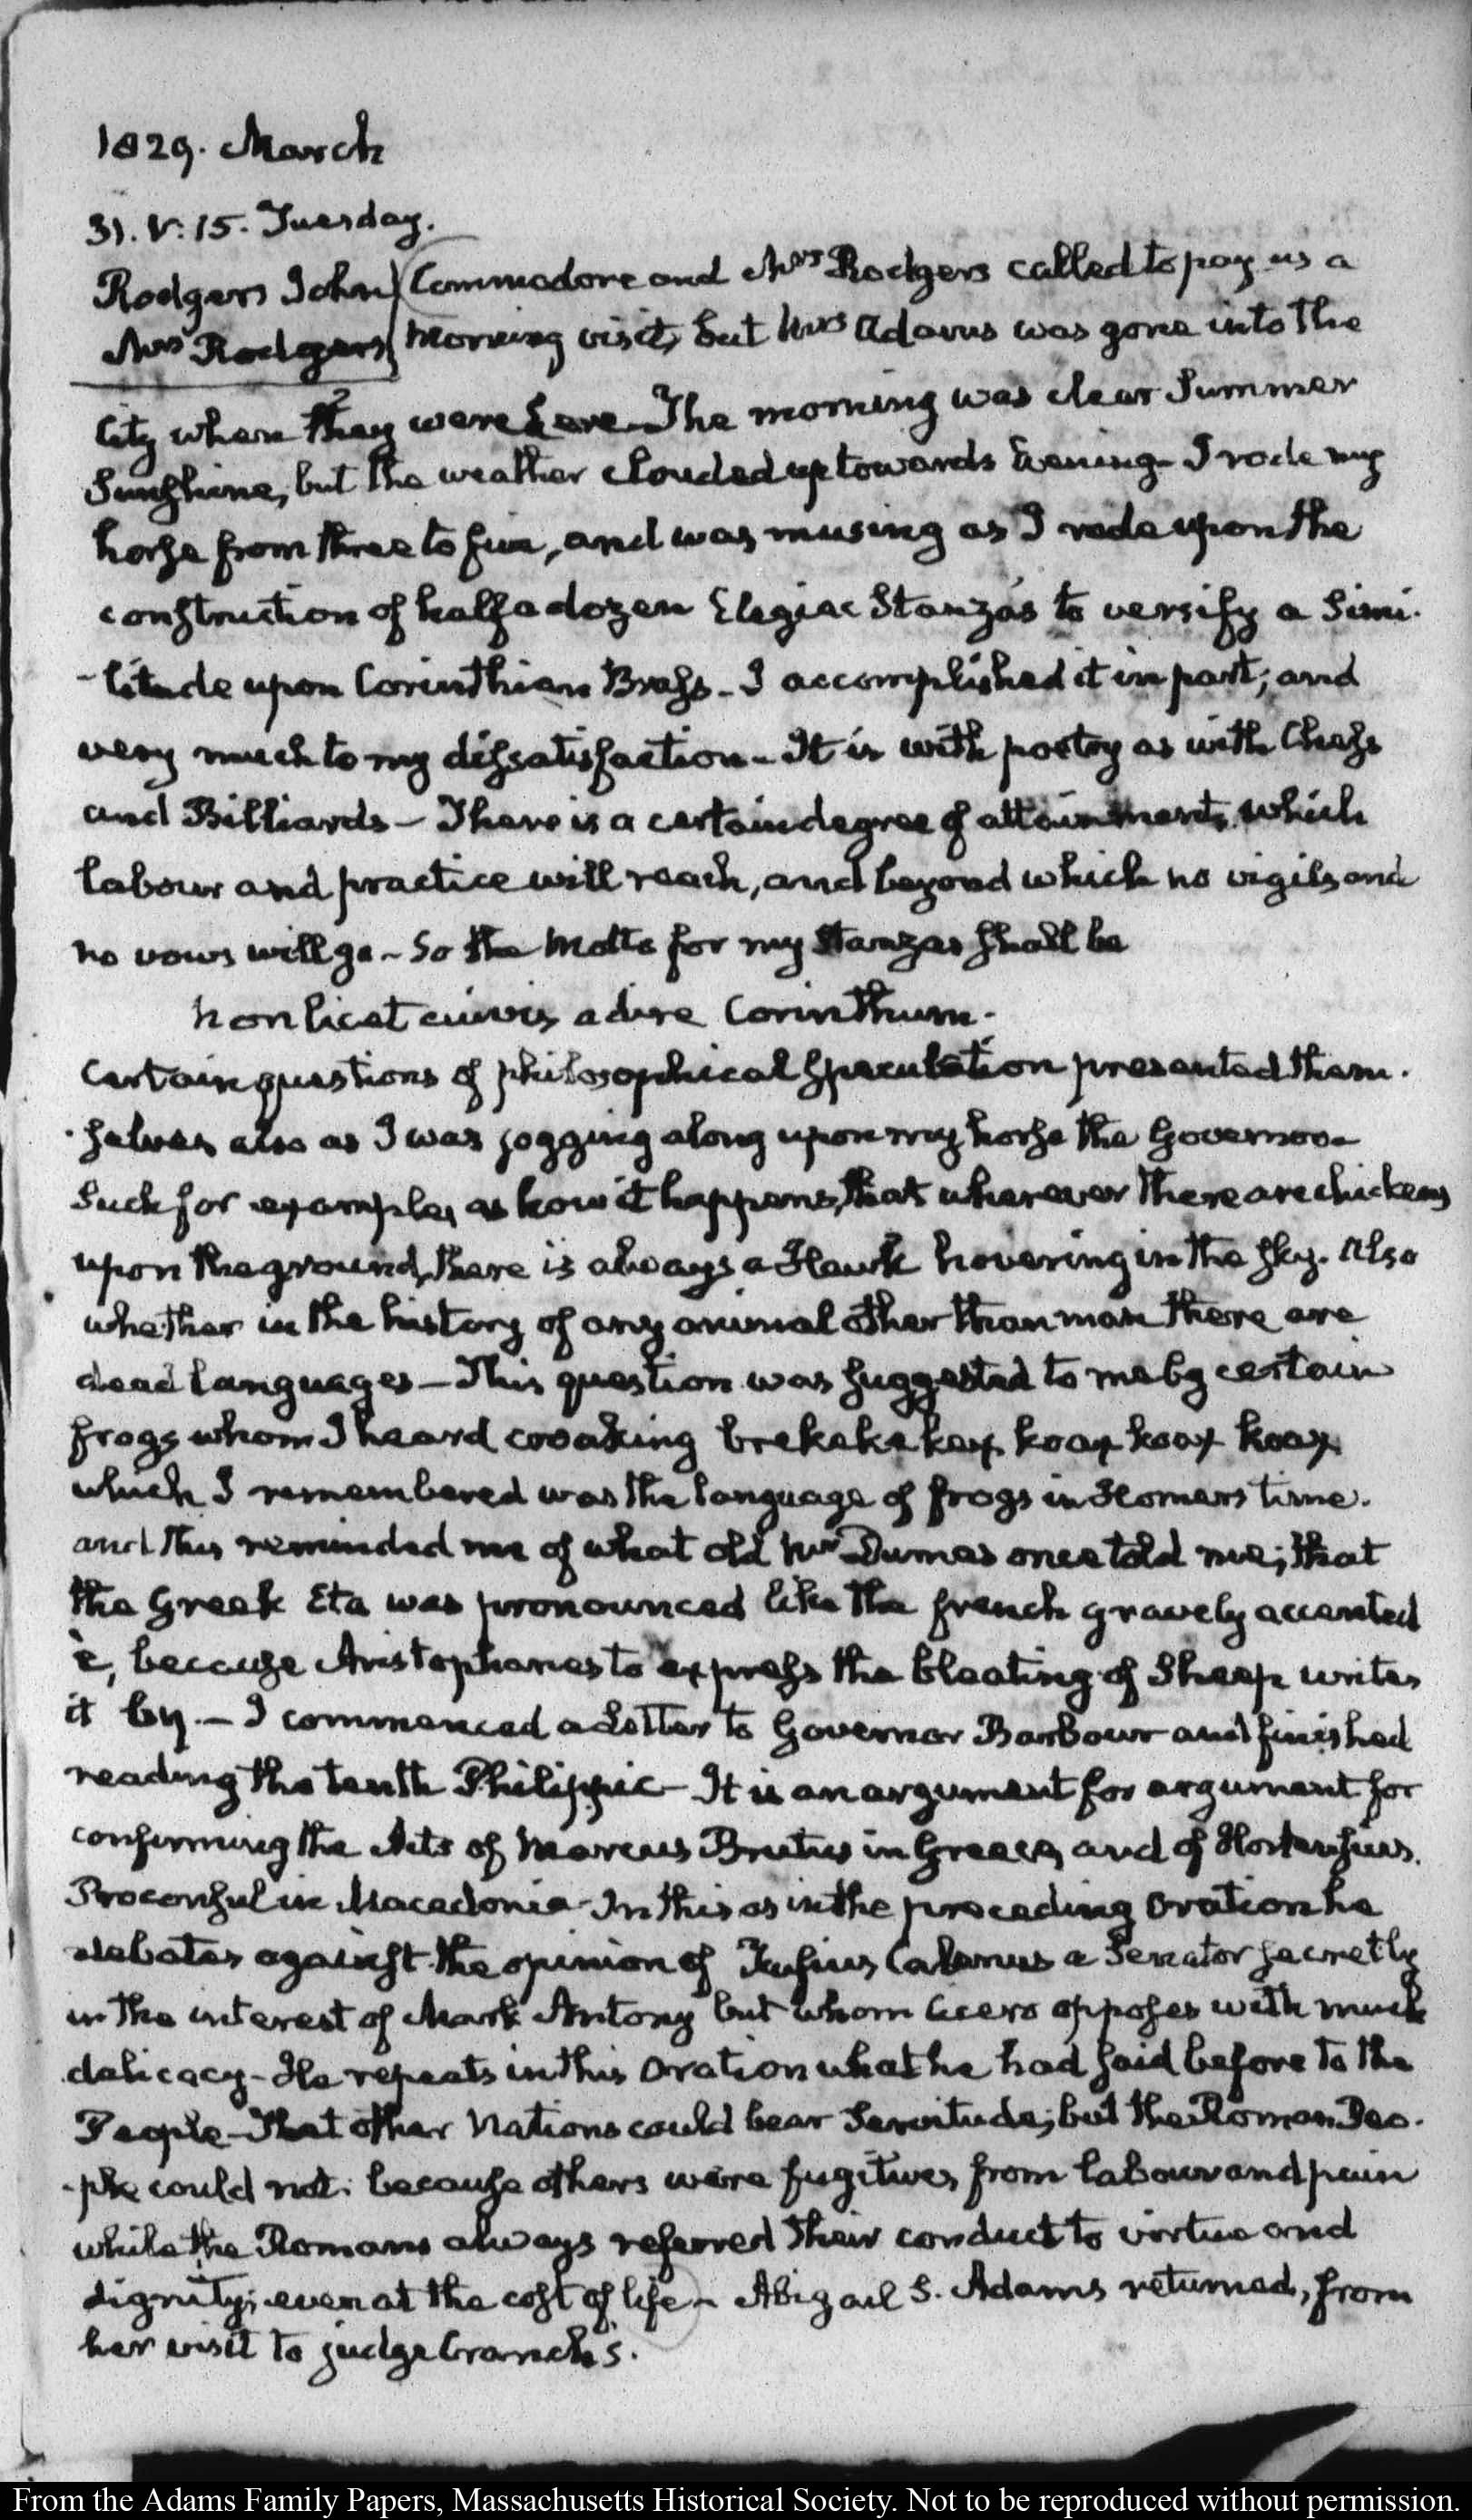 1829. March
31. V: 15. Tuesday.
Rodgers John Commodore and Mrs Rodgers called to pay us a
Mrs Rodgers morning visit, but Mrs Adams was gone into the
2
City when they were here. The morning was clear Summer
Sunshine, but the weather clouded up towards Evening - I rode my
horse from three to five, and was musing as I rode upon the
construction of half a dozen Elegiac Stanzas to versify a Simi-
-litude upon Corinthian Brass - I accomplished it in part; and
very much to my dissatisfaction - It is with poetry as with Chess
and Billiards - There is a certain degree of attainment, which
labour and practice will reach, and beyond which no vigils and
no vows will go - So the Motto for my Stanzas shall be
Non licet cuivis adire Corinthum.
Certain questions of philosophical speculation presented them-
-selves also as I was jogging along upon my horse the Governor
Such for example, as how it happens, that wherever there are chickens
upon the ground, there is always a Hawk hovering in the sky. Also
whether in the history of any animal other than man there are
dead languages - This question was suggested to me by certain
frogs whom I heard croaking brekekekex koax koax koax
which I remembered was the language of frogs in Homers time.
and this reminded me of what old Mr Dumas once told me; that
the Greek Eta was pronounced like the french gravely accented
è, because Aristophanes to express the bleating of Sheep writes
it βη. - I commenced a Letter to Governor Barbour and finished
reading the tenth Philippic - It is an argument for argument for
confirming the Acts of Marcus Brutus in Greece, and of Hortensius
Proconsul in Macedonia - In this as in the preceding Oration he
debates against the opinion of Fufius Calenus a Senator secretly
in the interest of Mark Antony but whom Cicero opposes with much
delicacy - He repeats in this Oration what he had said before to the
People - That other Nations could bear Servitude; but the Roman Peo-
-ple could not: because others were fugitives from labour and pain
while the Romans always referred their conduct to virtue and
dignity; even at the cost of life - Abigail S. Adams returned, from
her visit to judge Cranch's.
From the Adams Family Papers, Massachusetts Historical Society. Not to be reproduced without permission.